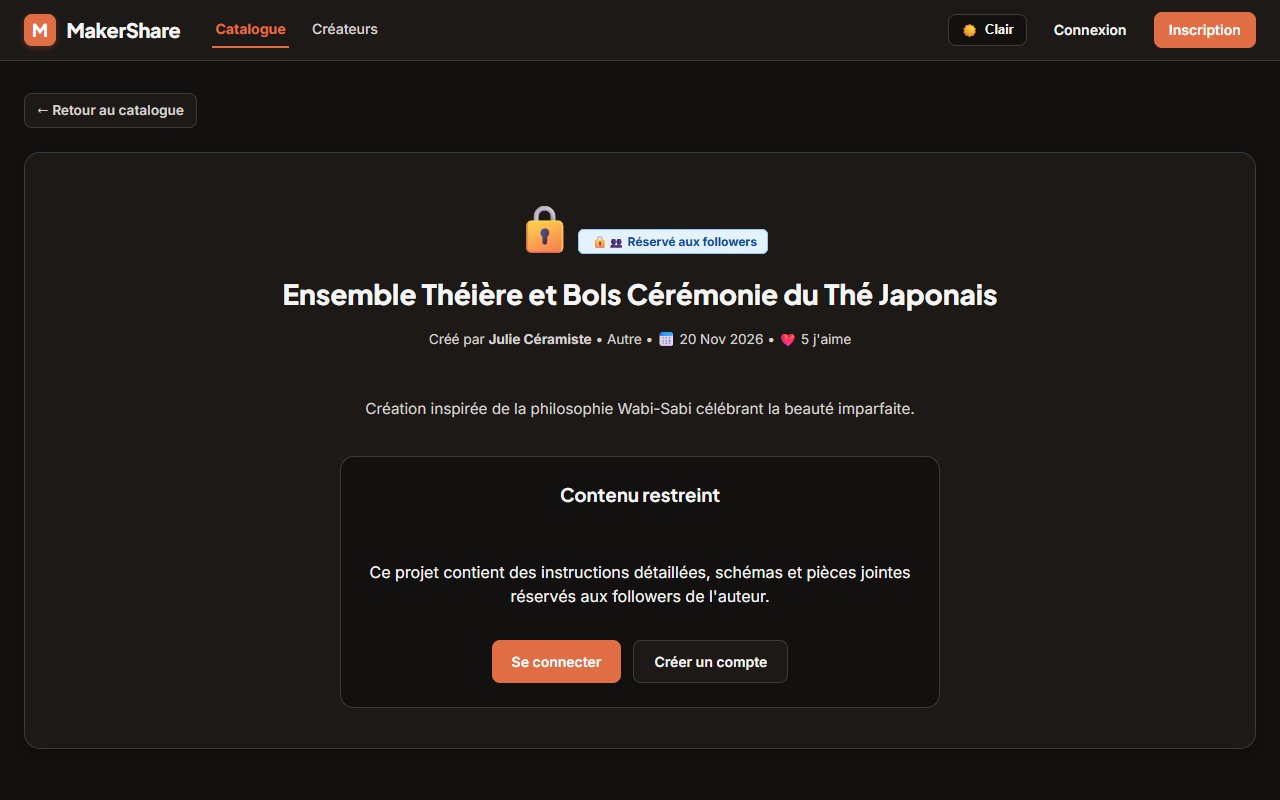 M MakerShare
Catalogue
Créateurs
Clair
Connexion
Inscription
← Retour au catalogue
Réservé aux followers
Ensemble Théière et Bols Cérémonie du Thé Japonais
Créé par Julie Céramiste • Autre • 20 Nov 2026 • 5 j'aime
Création inspirée de la philosophie Wabi-Sabi célébrant la beauté imparfaite.
Contenu restreint
Ce projet contient des instructions détaillées, schémas et pièces jointes
réservés aux followers de l'auteur.
Se connecter
Créer un compte